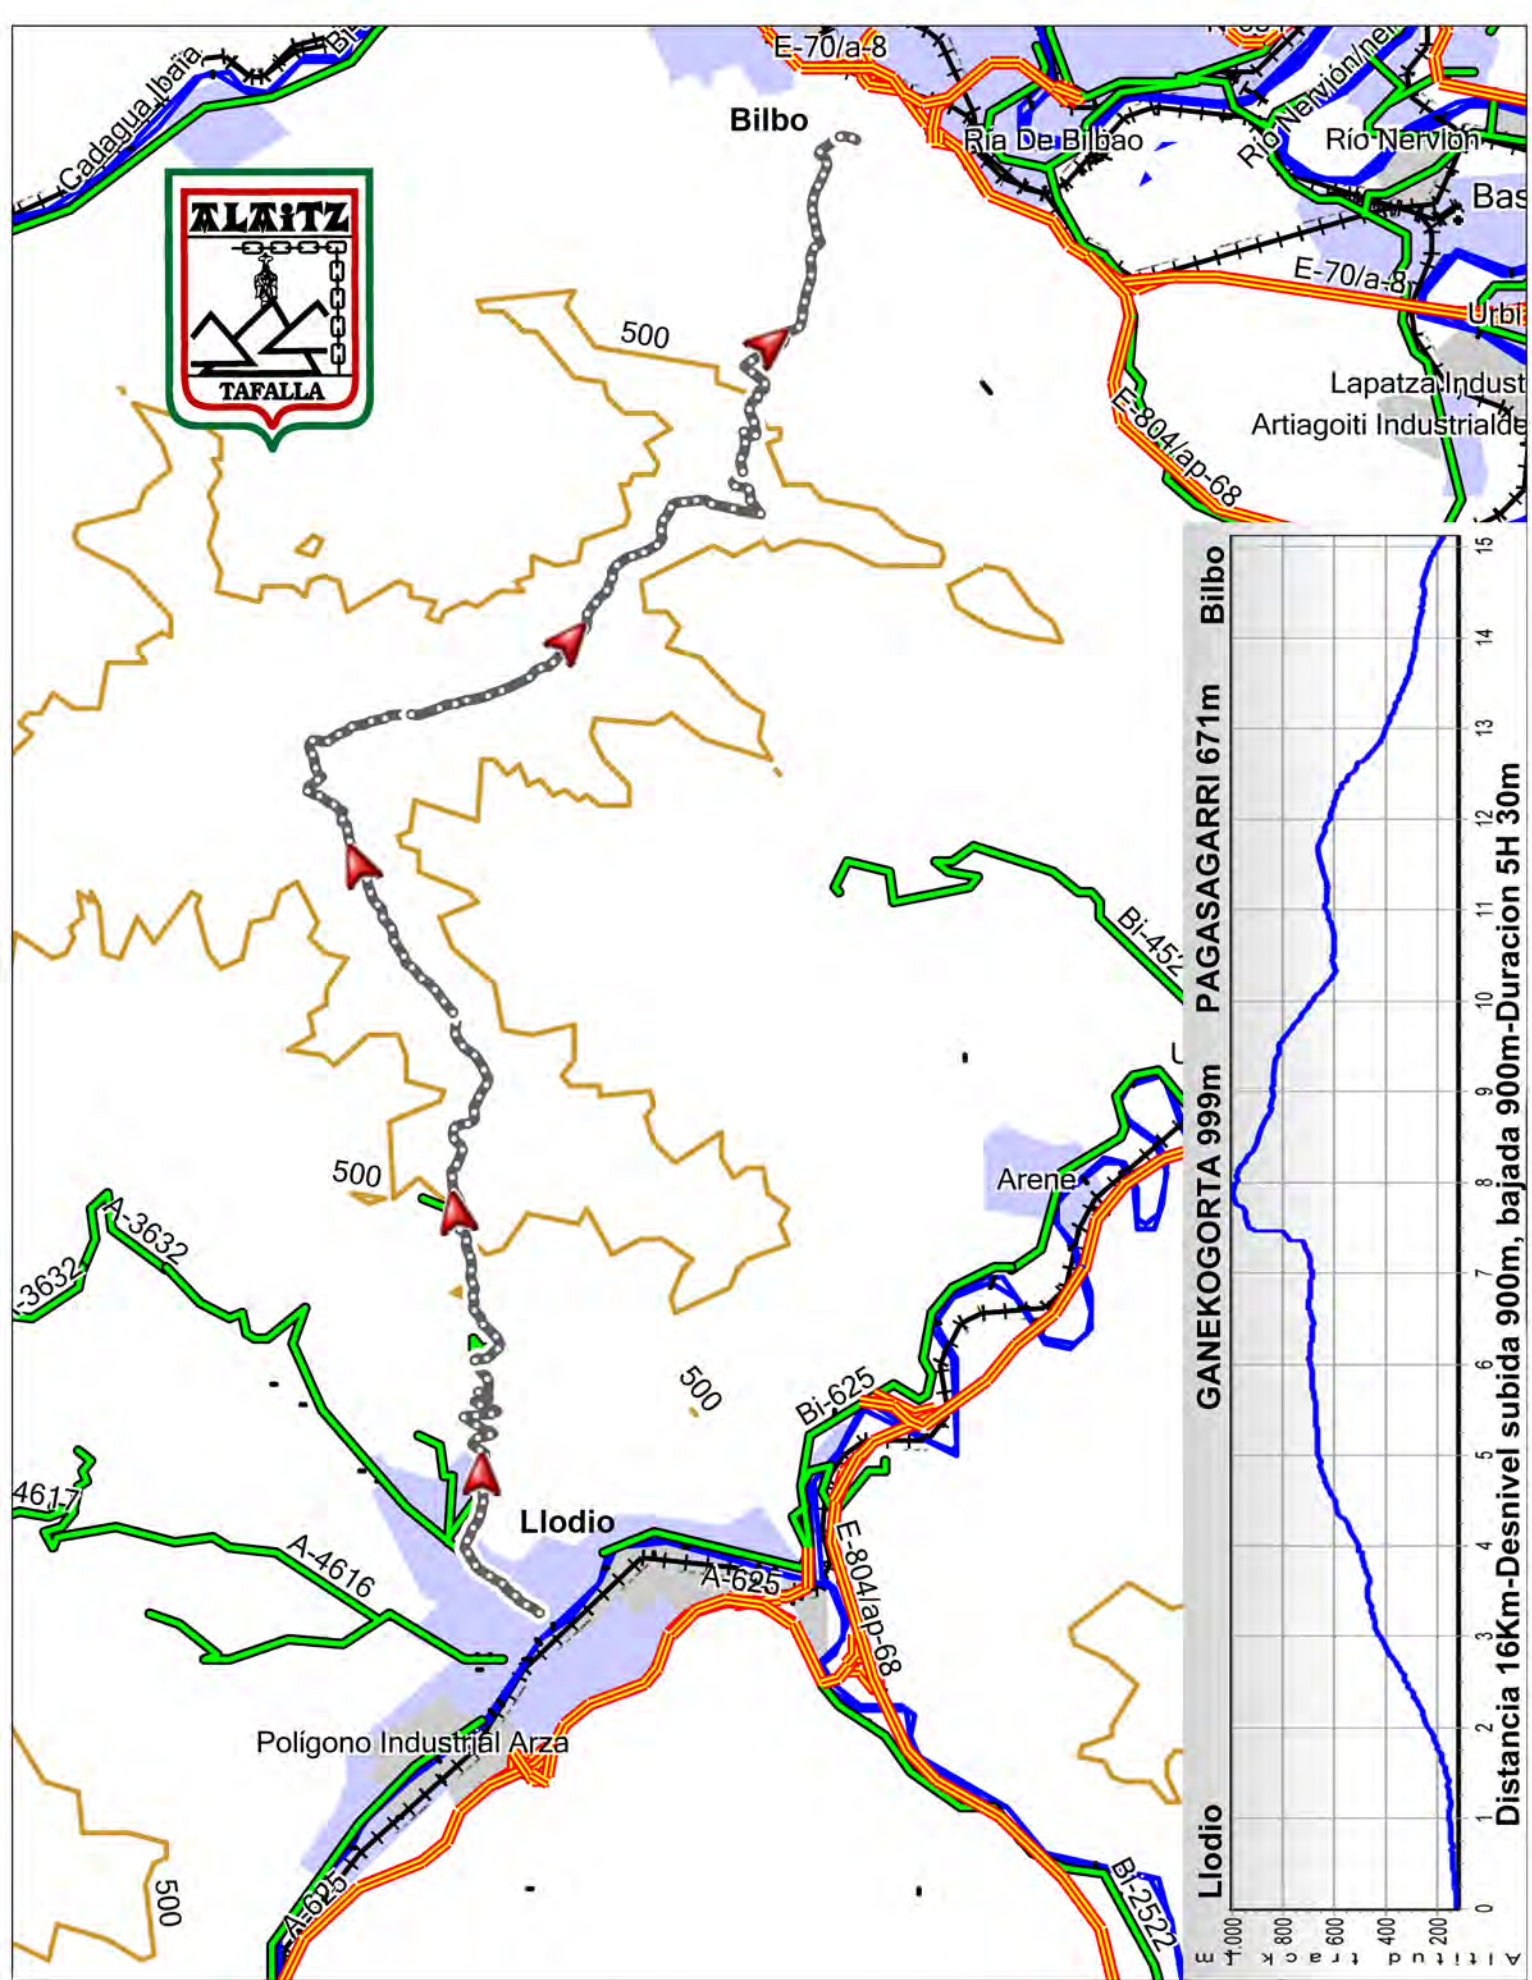 Cadagua Ibaia
Bi-
E-70/a-8
Bilbo
Ría De Bilbao
Río Nervión/ner
Río Nervión
Bas
ALAiTZ
TAFALLA
E-70/a-8
Urbi
500
Lapatza Indust
Artiagoiti Industrialde
E-804/ap-68
Bi-452
Arene
500
A-3632
-3632
500
Bi-625
4617
Llodio
A-4616
A-625
E-804/ap-68
Polígono Industrial Arza
500
A-625
Bi-2522
Llodio GANEKOGORTA 999m PAGASAGARRI 671m Bilbo
1.000
800
600
400
200
Altitud track m
0 1 2 3 4 5 6 7 8 9 10 11 12 13 14 15
Distancia 16Km-Desnivel subida 900m, bajada 900m-Duracion 5H 30m